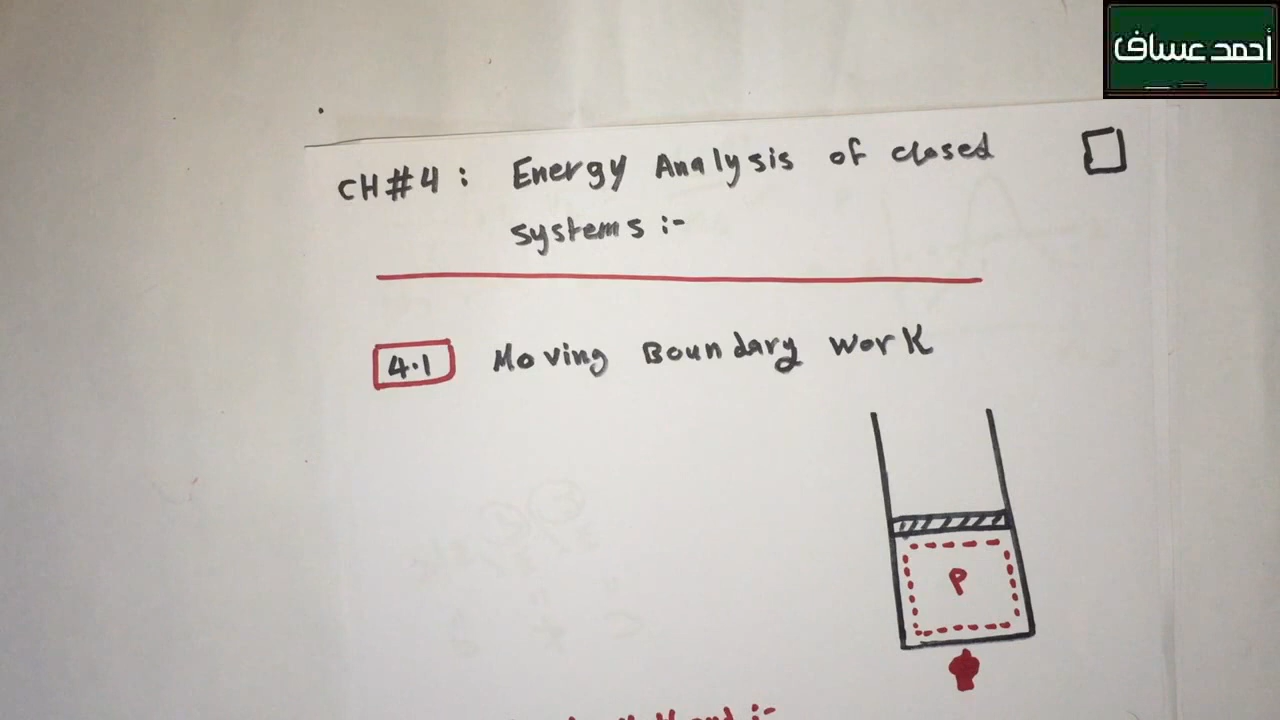 أحمد عساف
CH#4: Energy Analysis of closed
systems:-
4.1 Moving Boundary work
P